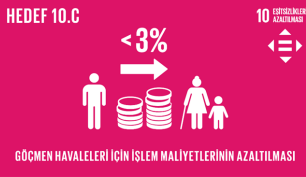 HEDEF 10.C
10 EŞİTSİZLİKLERİN
AZALTILMASI
<3%
GÖÇMEN HAVALELERİ İÇİN İŞLEM MALİYETLERİNİN AZALTILMASI